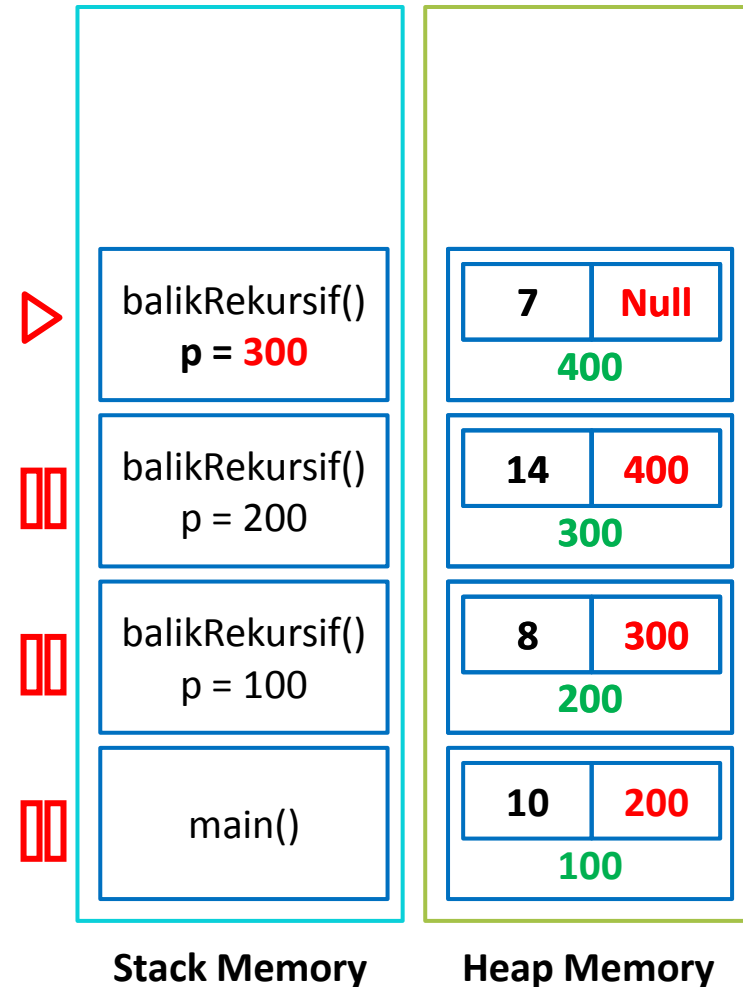 balikRekursif()
p = 300
balikRekursif()
p = 200
balikRekursif()
p = 100
main()
Stack Memory
7 Null
400
14 400
300
8 300
200
10 200
100
Heap Memory